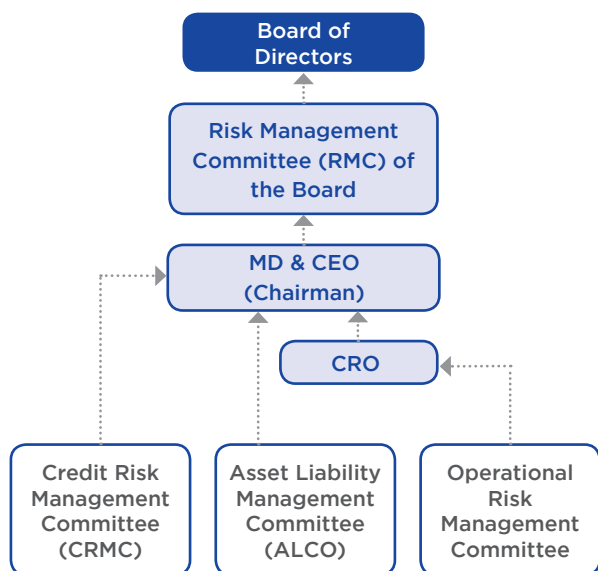 Board of
Directors
Risk Management
Committee (RMC) of
the Board
MD & CEO
(Chairman)
CRO
Credit Risk
Management
Committee
(CRMC)
Asset Liability
Management
Committee
(ALCO)
Operational
Risk
Management
Committee